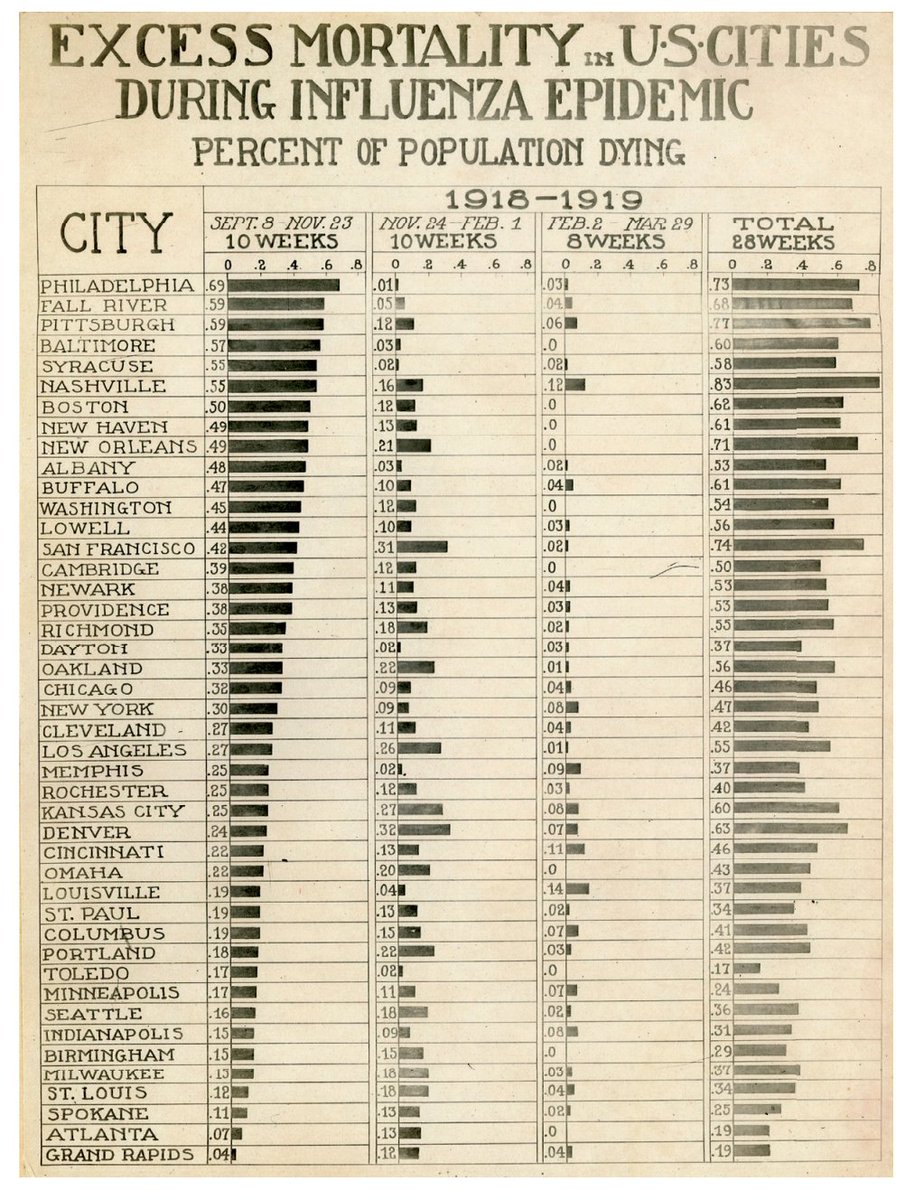 EXCESS MORTALITY IN U·S·CITIES
DURING INFLUENZA EPIDEMIC
PERCENT OF POPULATION DYING
CITY
1918–1919
SEPT. 8 – NOV. 23 NOV. 24 – FEB. 1 FEB. 2 – MAR 29 TOTAL
10 WEEKS 10 WEEKS 8 WEEKS 28 WEEKS
0 .2 .4 .6 .8 0 .2 .4 .6 .8 0 .2 .4 .6 .8 0 .2 .4 .6 .8
PHILADELPHIA .69 .01 .03 .73
FALL RIVER .59 .05 .04 .68
PITTSBURGH .59 .12 .06 .77
BALTIMORE .57 .03 .0 .60
SYRACUSE .55 .02 .02 .58
NASHVILLE .55 .16 .12 .83
BOSTON .50 .12 .0 .62
NEW HAVEN .49 .13 .0 .61
NEW ORLEANS .49 .21 .0 .71
ALBANY .48 .03 .02 .53
BUFFALO .47 .10 .04 .61
WASHINGTON .45 .12 .0 .54
LOWELL .44 .10 .03 .56
SAN FRANCISCO .42 .31 .02 .74
CAMBRIDGE .39 .12 .0 .50
NEWARK .38 .11 .04 .53
PROVIDENCE .38 .13 .03 .53
RICHMOND .35 .18 .02 .55
DAYTON .33 .02 .03 .37
OAKLAND .33 .22 .01 .56
CHICAGO .32 .09 .04 .46
NEW YORK .30 .09 .08 .47
CLEVELAND .27 .11 .04 .42
LOS ANGELES .27 .26 .01 .55
MEMPHIS .25 .02 .09 .37
ROCHESTER .25 .12 .03 .40
KANSAS CITY .25 .27 .08 .60
DENVER .24 .32 .07 .63
CINCINNATI .22 .13 .11 .46
OMAHA .22 .20 .0 .43
LOUISVILLE .19 .04 .14 .37
ST. PAUL .19 .13 .02 .34
COLUMBUS .19 .15 .07 .41
PORTLAND .18 .22 .03 .42
TOLEDO .17 .02 .0 .17
MINNEAPOLIS .17 .11 .07 .24
SEATTLE .16 .18 .02 .36
INDIANAPOLIS .15 .09 .08 .31
BIRMINGHAM .15 .15 .0 .29
MILWAUKEE .15 .18 .03 .37
ST. LOUIS .12 .18 .04 .34
SPOKANE .11 .13 .02 .25
ATLANTA .07 .13 .0 .19
GRAND RAPIDS .04 .12 .04 .19